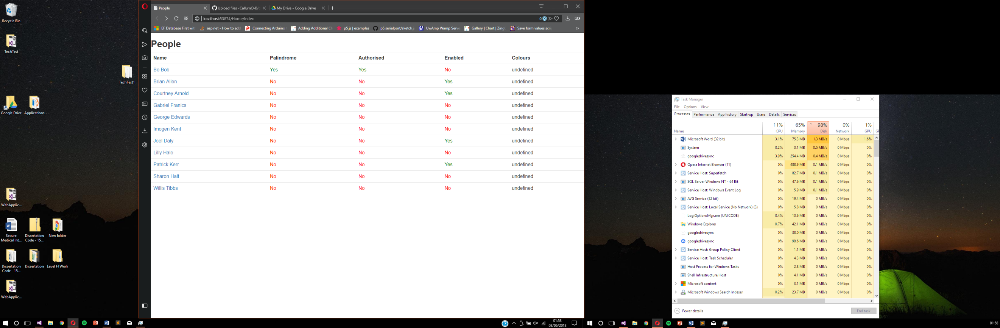 Recycle Bin
TechTest
TechTest1
Google Drive
Applications
WebApplic...
Secure
Medical Int...
Dissertation
Code - 15...
New folder
Dissertation
Code - 15...
Dissertation
Level H Work
WebApplic...
People
Upload files · CallumO-B/
My Drive - Google Drive
localhost:53874/Home/Index
0
EF Database First wit
asp.net - How to add
Connecting Arduino
Adding Additional Ch
p5.js | examples
p5.serialport/sketch.j
UwAmp Wamp Serve
Gallery | Chart | Zing
Save form values scri
People
Name Palindrome Authorised Enabled Colours
Bo Bob Yes Yes No undefined
Brian Allen No No Yes undefined
Courtney Arnold No No Yes undefined
Gabriel Franics No No No undefined
George Edwards No No No undefined
Imogen Kent No No No undefined
Joel Daly No No Yes undefined
Lilly Hale No No No undefined
Patrick Kerr No No Yes undefined
Sharon Halt No No No undefined
Willis Tibbs No No No undefined
Task Manager
File Options View
Processes Performance App history Start-up Users Details Services
11% 65% 98% 0% 1%
Name CPU Memory Disk Network GPU GP
Microsoft Word (32 bit) 3.1% 75.3 MB 1.3 MB/s 0 Mbps 1.6%
System 0.2% 0.1 MB 0.5 MB/s 0 Mbps 0%
googledrivesync 3.9% 254.4 MB 0.4 MB/s 0 Mbps 0%
Opera Internet Browser (11) 0% 488.9 MB 0.1 MB/s 0 Mbps 0%
Service Host: Superfetch 0% 82.7 MB 0.1 MB/s 0 Mbps 0%
SQL Server Windows NT - 64 Bit 0% 47.6 MB 0.1 MB/s 0 Mbps 0%
Service Host: Windows Event Log 0% 5.9 MB 0.1 MB/s 0 Mbps 0%
AVG Service (32 bit) 0% 19.4 MB 0 MB/s 0 Mbps 0%
Service Host: Local Service (No Network) (3) 0% 5.8 MB 0 MB/s 0 Mbps 0%
LogiOptionsMgr.exe (UNICODE) 0.4% 10.6 MB 0 MB/s 0 Mbps 0%
Windows Explorer 0.7% 42.1 MB 0 MB/s 0 Mbps 0%
googledrivesync 0% 38.0 MB 0 MB/s 0 Mbps 0%
googledrivesync 0% 98.6 MB 0 MB/s 0 Mbps 0%
Service Host: Group Policy Client 0% 1.1 MB 0 MB/s 0 Mbps 0%
Service Host: Task Scheduler 0% 4.3 MB 0 MB/s 0 Mbps 0%
Host Process for Windows Tasks 0% 2.8 MB 0 MB/s 0 Mbps 0%
Shell Infrastructure Host 0% 4.1 MB 0 MB/s 0 Mbps 0%
Microsoft content 0% 3.1 MB 0 MB/s 0 Mbps 0%
Microsoft Windows Search Indexer 0.2% 23.7 MB 0 MB/s 0 Mbps 0%
Fewer details
End task
01:58
08/06/2018
01:58